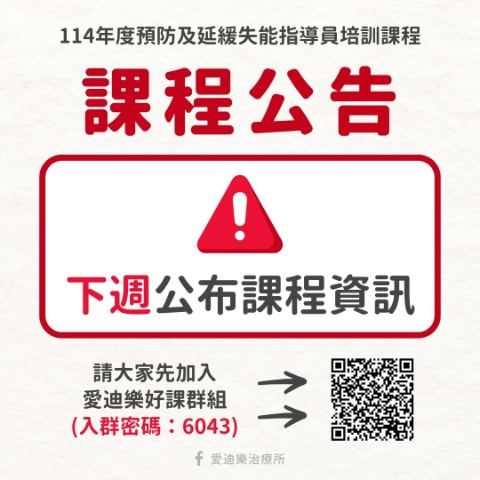 114年度預防及延緩失能指導員培訓課程
課程公告
下週公布課程資訊
請大家先加入
愛迪樂好課群組
(入群密碼：6043)
愛迪樂治療所